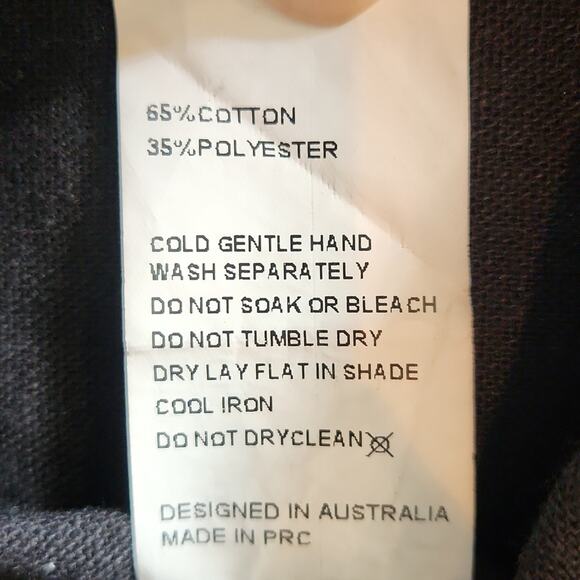 65%COTTON
35%POLYESTER
COLD GENTLE HAND
WASH SEPARATELY
DO NOT SOAK OR BLEACH
DO NOT TUMBLE DRY
DRY LAY FLAT IN SHADE
COOL IRON
DO NOT DRYCLEAN
DESIGNED IN AUSTRALIA
MADE IN PRC